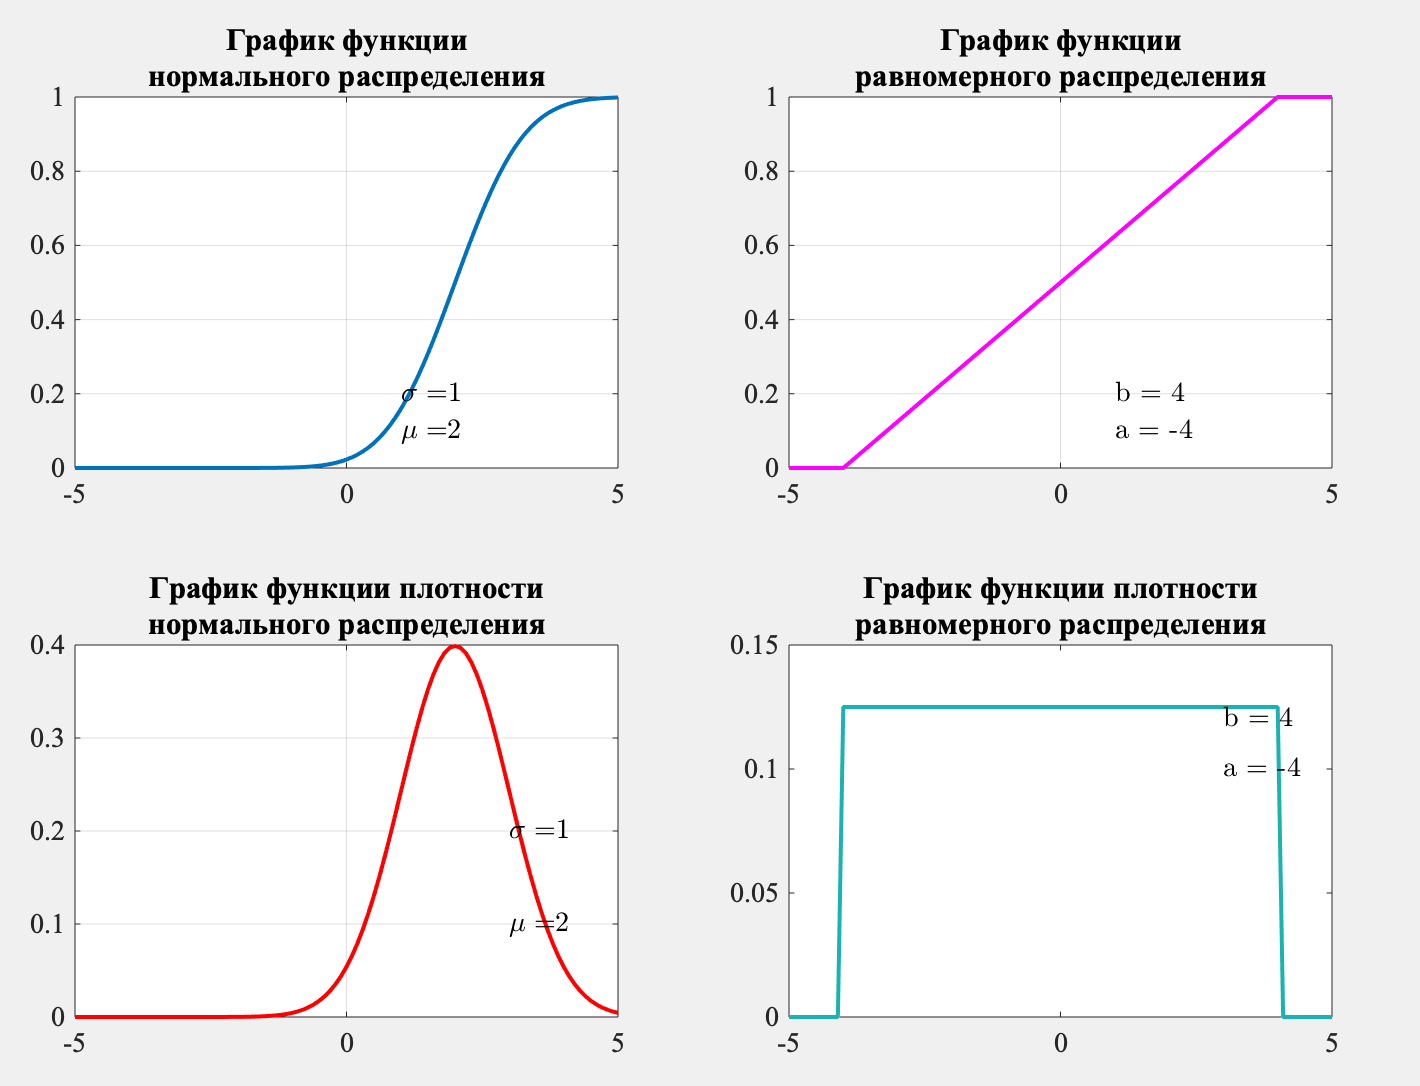 График функции
нормального распределения
1
0.8
0.6
0.4
0.2
0
-5
0
5
σ =1
μ =2
График функции
равномерного распределения
1
0.8
0.6
0.4
0.2
0
-5
0
5
b = 4
a = -4
График функции плотности
нормального распределения
0.4
0.3
0.2
0.1
0
-5
0
5
σ =1
μ =2
График функции плотности
равномерного распределения
0.15
0.1
0.05
0
-5
0
5
b = 4
a = -4